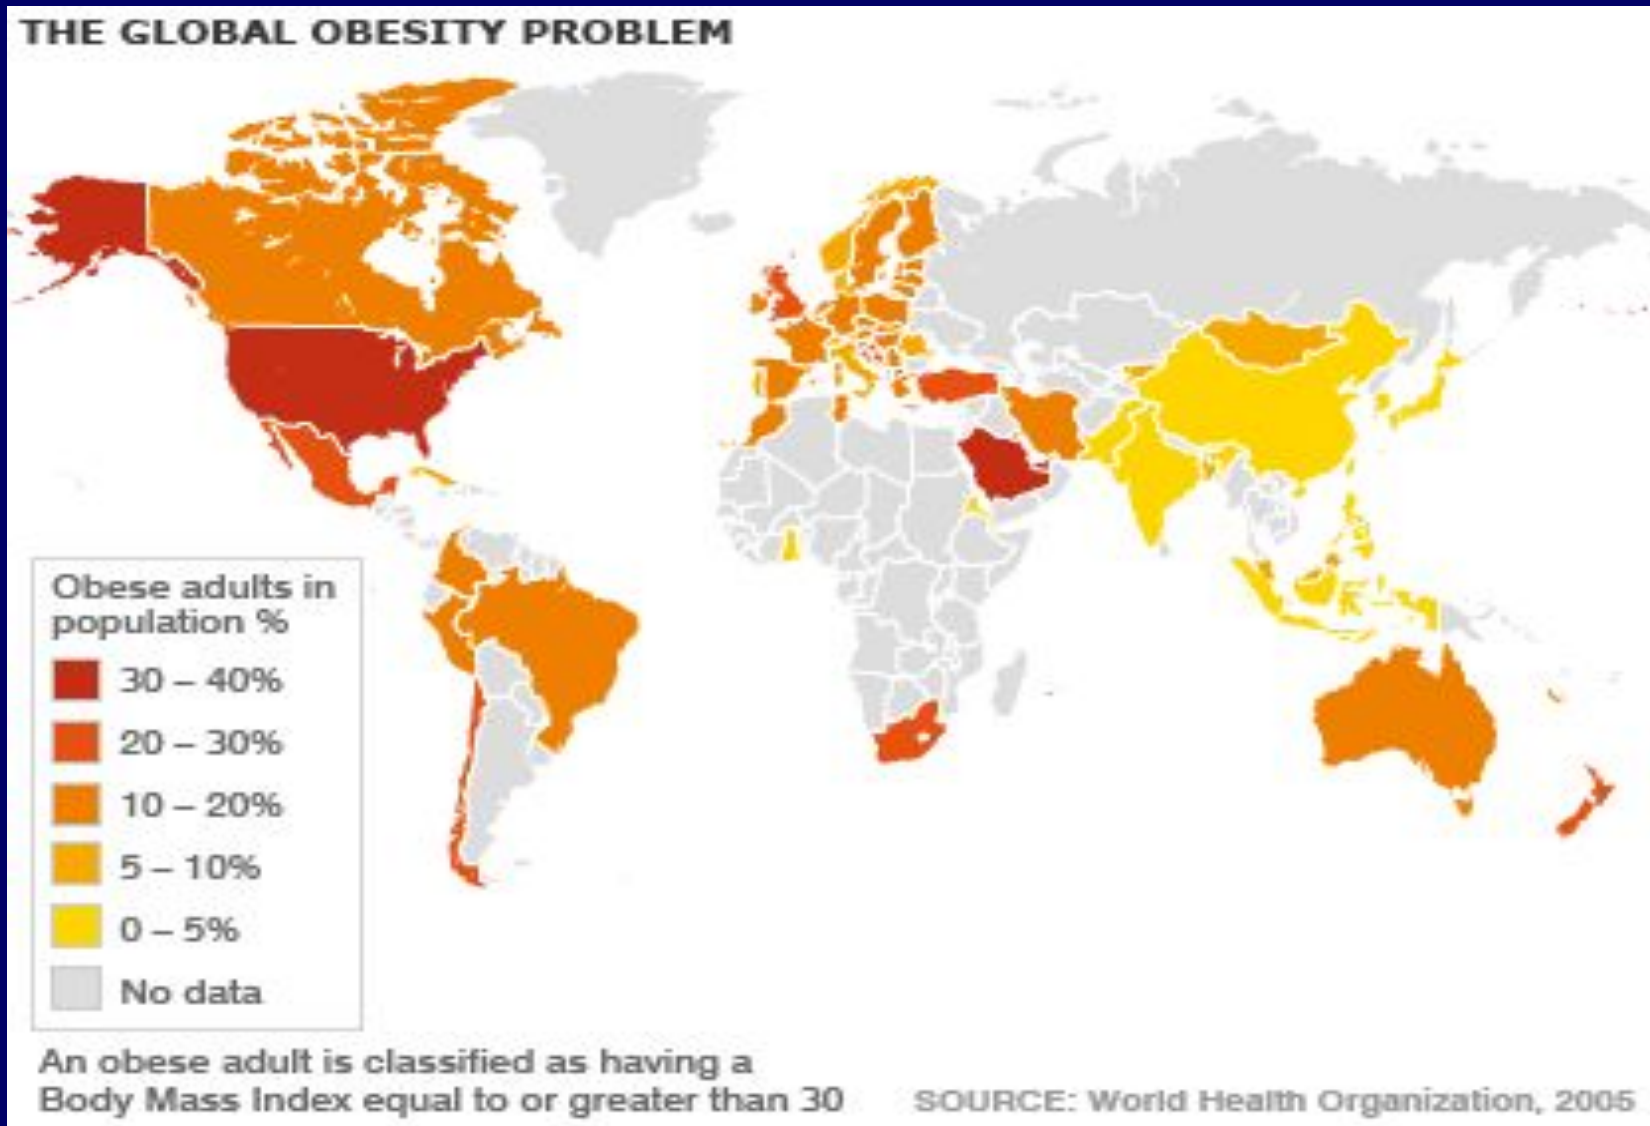 THE GLOBAL OBESITY PROBLEM
Obese adults in
population %
30 – 40%
20 – 30%
10 – 20%
5 – 10%
0 – 5%
No data
An obese adult is classified as having a
Body Mass Index equal to or greater than 30
SOURCE: World Health Organization, 2005